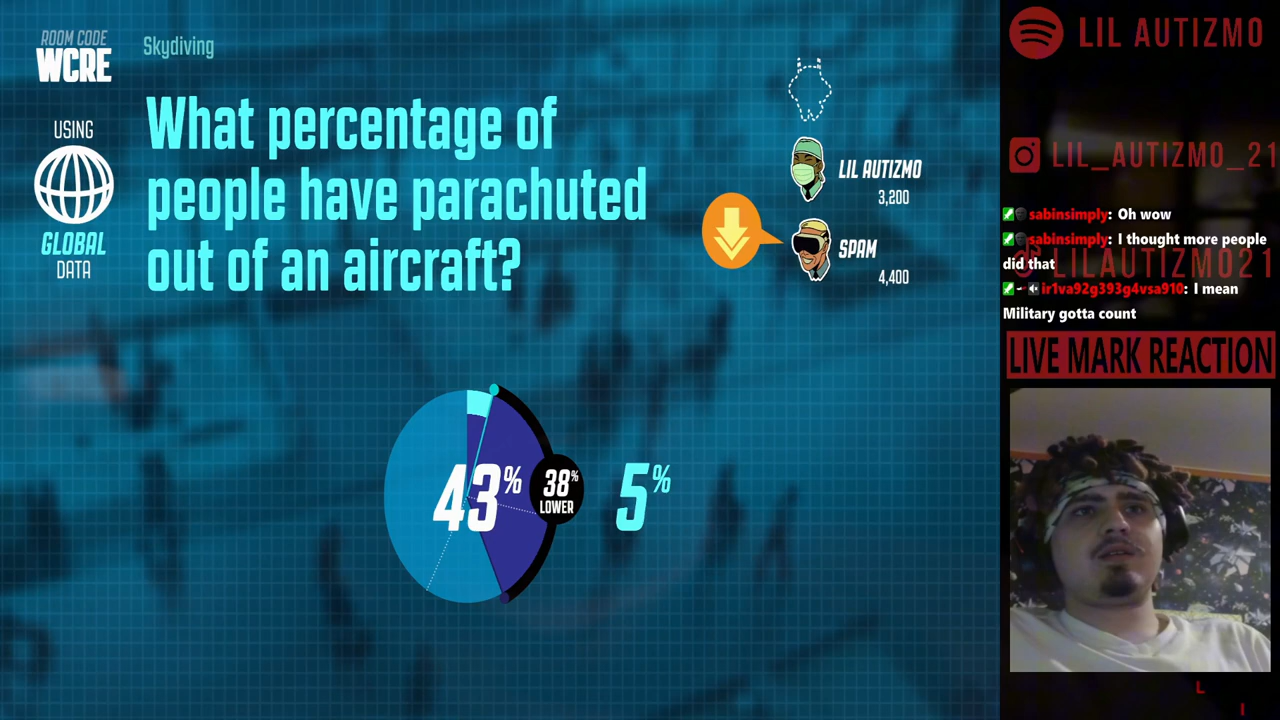 ROOM CODE
WCRE
Skydiving
USING
GLOBAL
DATA
What percentage of
people have parachuted
out of an aircraft?
LIL AUTIZMO
3,200
SPAM
4,400
43%
38%
LOWER
5%
LIL AUTIZMO
LIL_AUTIZMO_21
sabinsimply: Oh wow
sabinsimply: I thought more people
did that
LILAUTIZMO21
ir1va92g393g4vsa910: I mean
Military gotta count
LIVE MARK REACTION
L
I